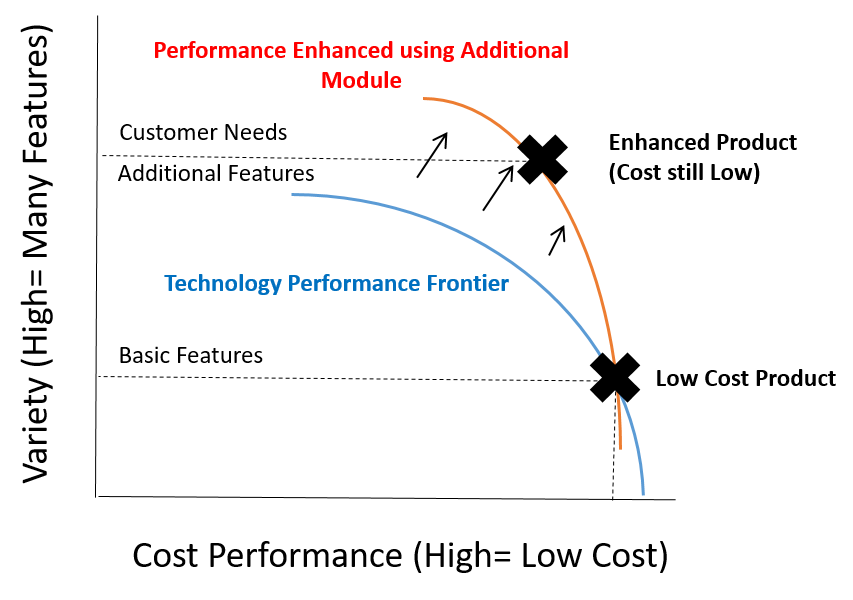 Variety (High= Many Features)
Performance Enhanced using Additional
Module
Customer Needs
Additional Features
Enhanced Product
(Cost still Low)
Technology Performance Frontier
Basic Features
Low Cost Product
Cost Performance (High= Low Cost)